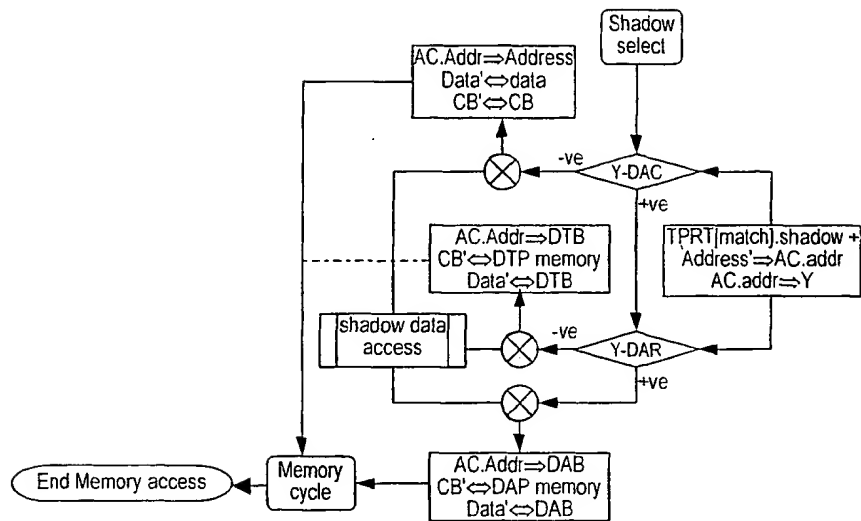 Shadow
select
AC.Addr⇒Address
Data'⇔data
CB'⇔CB
-ve
Y-DAC
+ve
TPRT[match].shadow +
Address'⇒AC.addr
AC.addr⇒Y
AC.Addr⇒DTB
CB'⇔DTP memory
Data'⇔DTB
shadow data
access
-ve
Y-DAR
+ve
AC.Addr⇒DAB
CB'⇔DAP memory
Data'⇔DAB
Memory
cycle
End Memory access